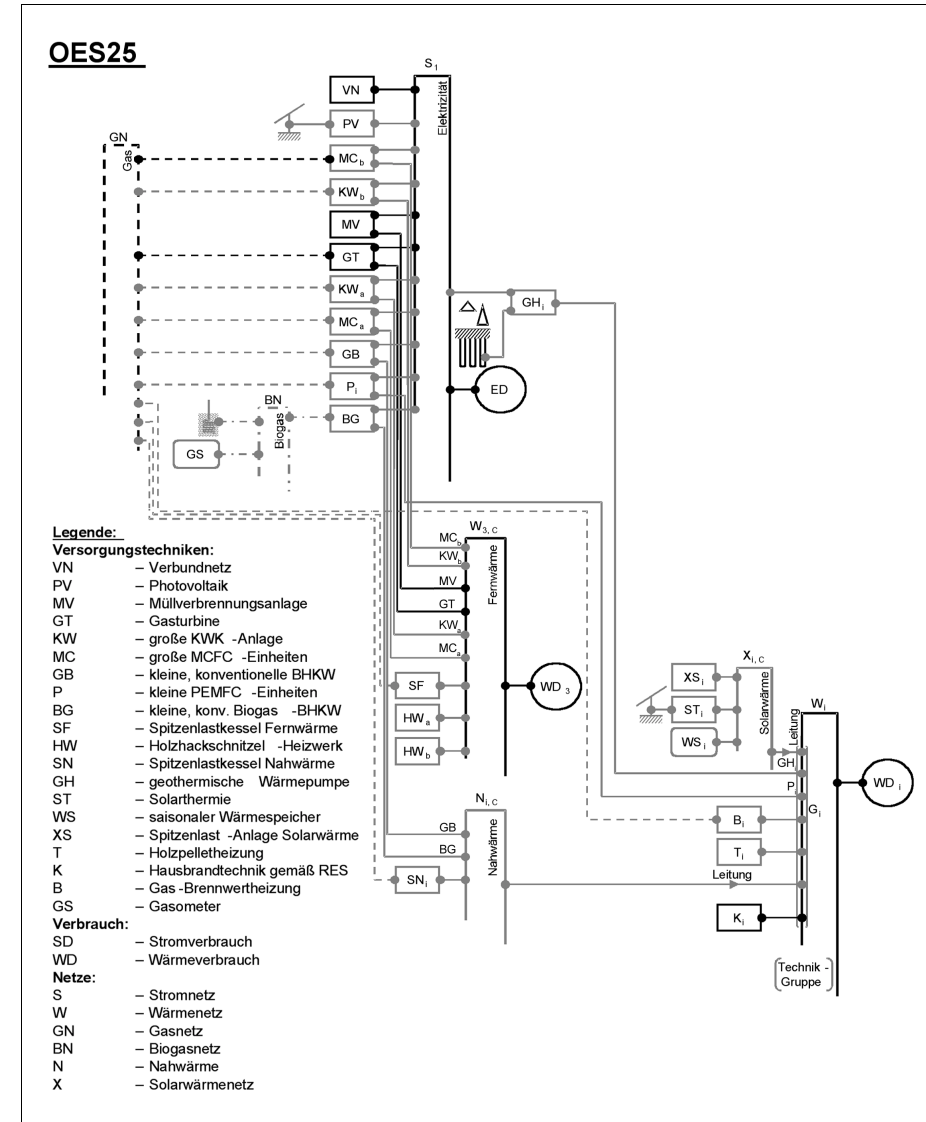 OES25
S1
Elektrizität
VN
PV
GN
Gas
MCb
KWb
MV
GT
KWa
MCa
GB
Pi
BG
GHi
ED
BN
Biogas
GS
Legende:
Versorgungstechniken:
VN – Verbundnetz
PV – Photovoltaik
MV – Müllverbrennungsanlage
GT – Gasturbine
KW – große KWK -Anlage
MC – große MCFC -Einheiten
GB – kleine, konventionelle BHKW
P – kleine PEMFC -Einheiten
BG – kleine, konv. Biogas -BHKW
SF – Spitzenlastkessel Fernwärme
HW – Holzhackschnitzel -Heizwerk
SN – Spitzenlastkessel Nahwärme
GH – geothermische Wärmepumpe
ST – Solarthermie
WS – saisonaler Wärmespeicher
XS – Spitzenlast -Anlage Solarwärme
T – Holzpelletheizung
K – Hausbrandtechnik gemäß RES
B – Gas -Brennwertheizung
GS – Gasometer
Verbrauch:
SD – Stromverbrauch
WD – Wärmeverbrauch
Netze:
S – Stromnetz
W – Wärmenetz
GN – Gasnetz
BN – Biogasnetz
N – Nahwärme
X – Solarwärmenetz
W3, C
Fernwärme
MCb
KWb
MV
GT
KWa
MCa
SF
HWa
HWb
WD3
Ni, C
Nahwärme
GB
BG
SNi
Xi, C
Solarwärme
XSi
STi
WSi
Wi
Leitung
GHi
Pi
Gi
Bi
Ti
Leitung
Ki
WDi
Technik -
Gruppe